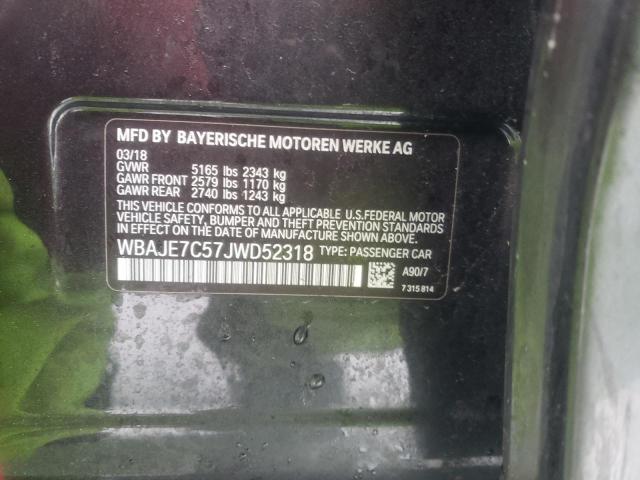 MFD BY BAYERISCHE MOTOREN WERKE AG
03/18
GVWR 5165 lbs 2343 kg
GAWR FRONT 2579 lbs 1170 kg
GAWR REAR 2740 lbs 1243 kg
THIS VEHICLE CONFORMS TO ALL APPLICABLE U.S.FEDERAL MOTOR
VEHICLE SAFETY, BUMPER, AND THEFT PREVENTION STANDARDS
IN EFFECT ON THE DATE OF MANUFACTURE SHOWN ABOVE.
WBAJE7C57JWD52318 TYPE: PASSENGER CAR
A90/7
7 315 814